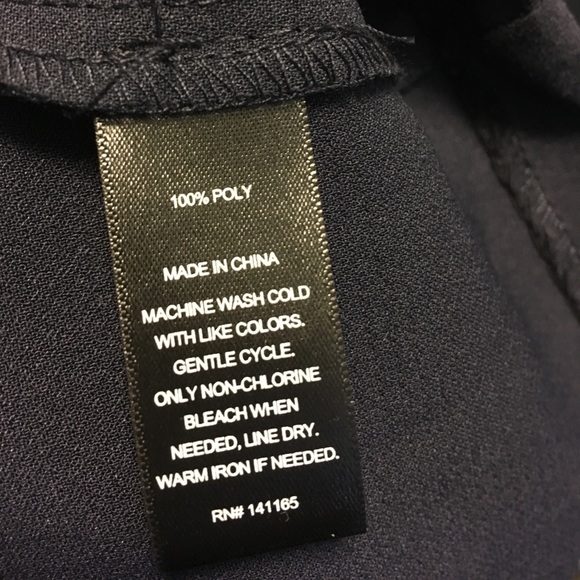 100% POLY
MADE IN CHINA
MACHINE WASH COLD
WITH LIKE COLORS.
GENTLE CYCLE.
ONLY NON-CHLORINE
BLEACH WHEN
NEEDED, LINE DRY.
WARM IRON IF NEEDED.
RN# 141165